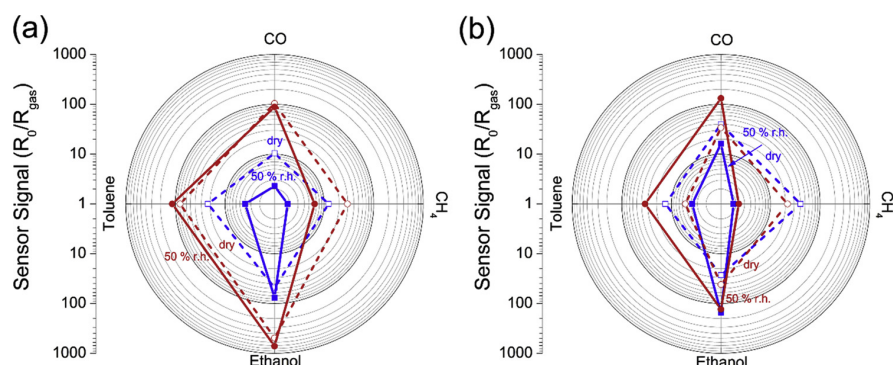 (a)
CO
1000
100
10
1
10
100
1000
Sensor Signal (R₀/Rgas)
Toluene
CH₄
Ethanol
dry
50 % r.h.
dry
50 % r.h.
(b)
CO
1000
100
10
1
10
100
1000
Sensor Signal (R₀/Rgas)
Toluene
CH₄
Ethanol
50 % r.h.
dry
dry
50 % r.h.